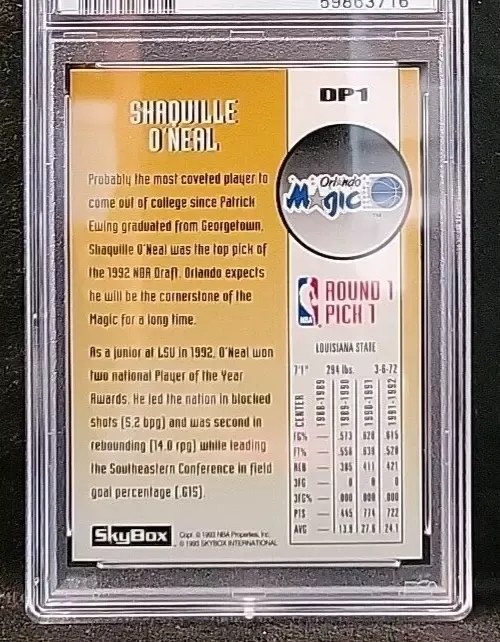 59863716
DP1
SHAQUILLE
O'NEAL
Orlando
Magic
Probably the most coveted player to
come out of college since Patrick
Ewing graduated from Georgetown,
Shaquille O'Neal was the top pick of
the 1992 NBA Draft. Orlando expects
he will be the cornerstone of the
Magic for a long time.
As a junior at LSU in 1992, O'Neal won
two national Player of the Year
Awards. He led the nation in blocked
shots (5.2 bpg) and was second in
rebounding (14.0 rpg) while leading
the Southeastern Conference in field
goal percentage (.615).
NBA
ROUND 1
PICK 1
LOUISIANA STATE
7'1" 294 lbs. 3-6-72
CENTER 1988-1989 1989-1990 1990-1991 1991-1992
FG% — .573 .628 .615
FT% — .556 .638 .528
REB — 385 411 421
3FG — 0 0 0
3FG% — .000 .000 .000
PTS — 445 774 722
AVG — 13.9 27.6 24.1
SkyBox
Copr. © 1993 NBA Properties, Inc.
© 1993 SKYBOX INTERNATIONAL